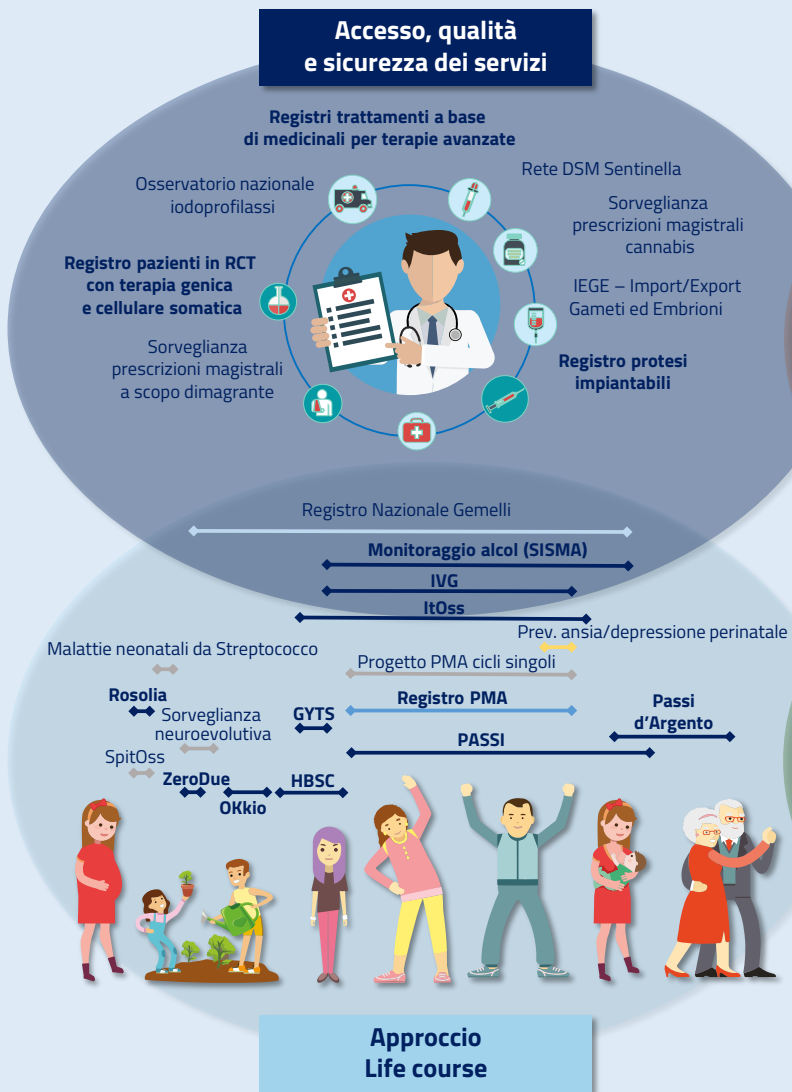 Accesso, qualità
e sicurezza dei servizi
Registri trattamenti a base
di medicinali per terapie avanzate
Osservatorio nazionale
iodoprofilassi
Rete DSM Sentinella
Sorveglianza
prescrizioni magistrali
cannabis
Registro pazienti in RCT
con terapia genica
e cellulare somatica
IEGE – Import/Export
Gameti ed Embrioni
Sorveglianza
prescrizioni magistrali
a scopo dimagrante
Registro protesi
impiantabili
Registro Nazionale Gemelli
Monitoraggio alcol (SISMA)
IVG
ItOss
Prev. ansia/depressione perinatale
Malattie neonatali da Streptococco
Progetto PMA cicli singoli
Rosolia
Sorveglianza
neuroevolutiva
GYTS
Registro PMA
Passi
d'Argento
PASSI
SpitOss
ZeroDue
OKkio
HBSC
Approccio
Life course